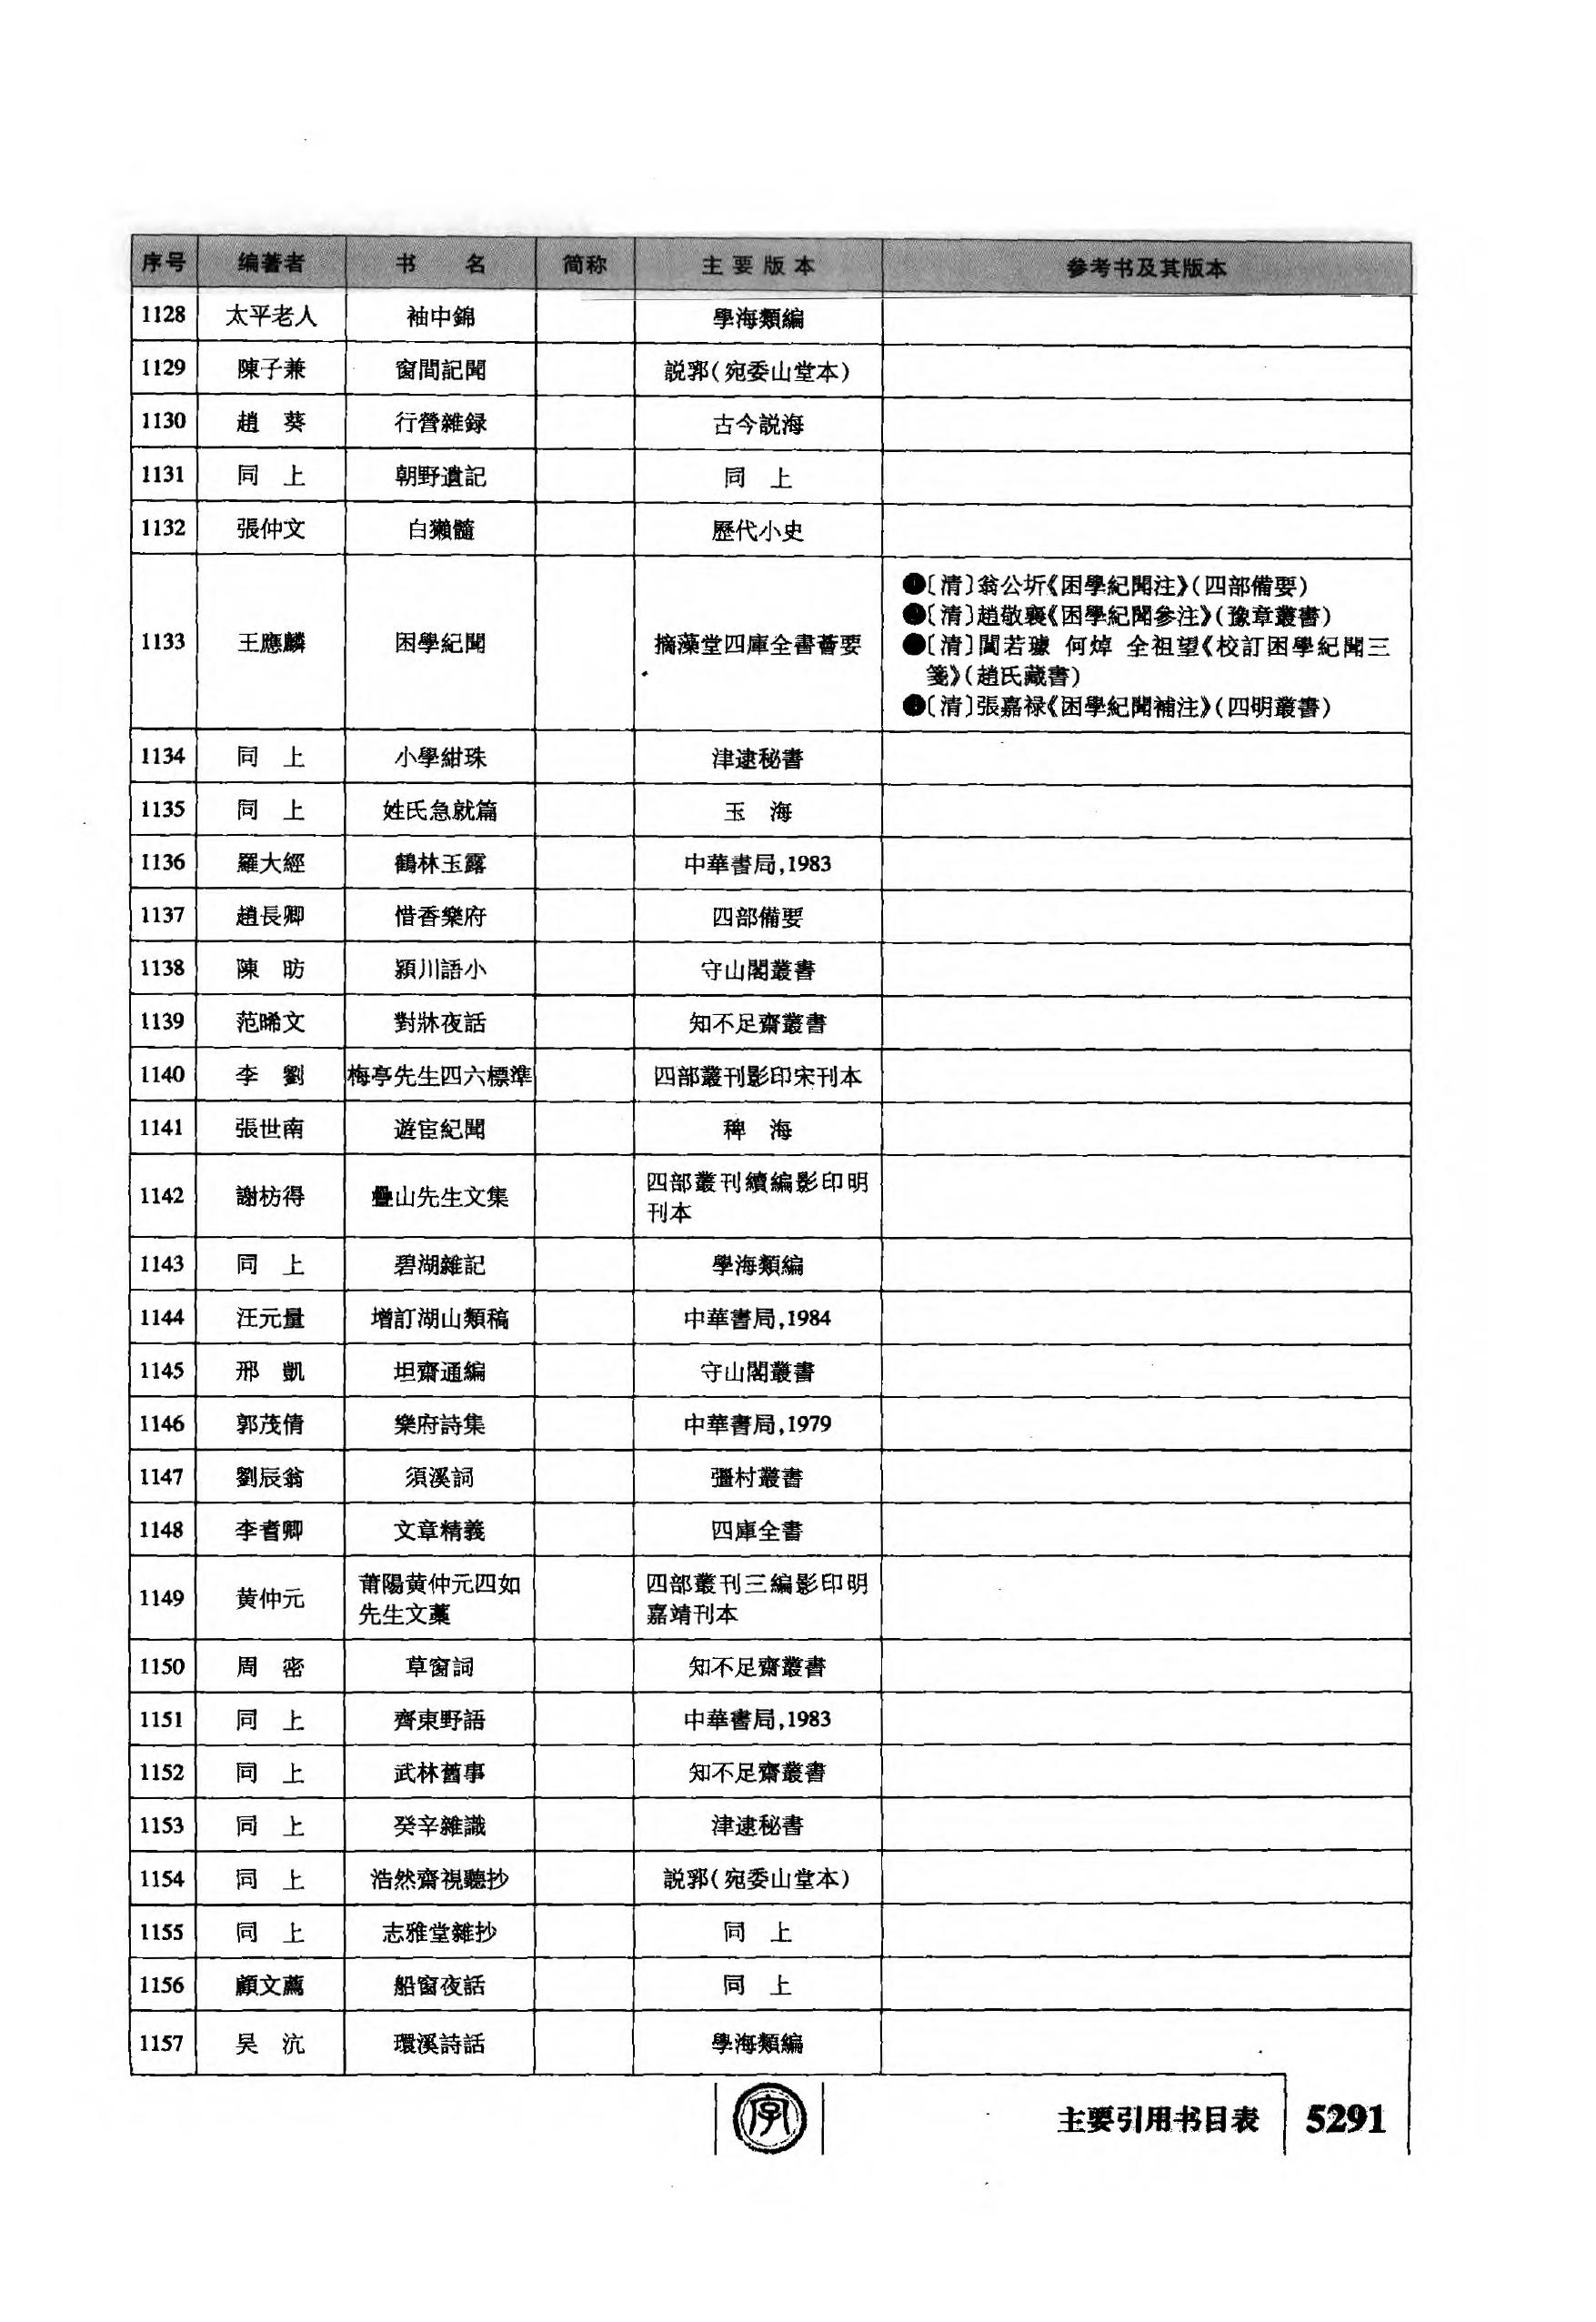 序号 编著者 书 名 简称 主要版本 参考书及其版本
1128 太平老人 袖中錦 學海類編
1129 陳子兼 窗間記聞 説郛(宛委山堂本)
1130 趙 葵 行營雜録 古今説海
1131 同 上 朝野遺記 同 上
1132 張仲文 白獺髓 歷代小史
1133 王應麟 困學紀聞 摛藻堂四庫全書薈要
❶〔清〕翁公圻《困學紀聞注》(四部備要)
❷〔清〕趙敬襄《困學紀聞參注》(豫章叢書)
❸〔清〕閻若璩 何焯 全祖望《校訂困學紀聞三
箋》(趙氏藏書)
❹〔清〕張嘉禄《困學紀聞補注》(四明叢書)
1134 同 上 小學紺珠 津逮秘書
1135 同 上 姓氏急就篇 玉 海
1136 羅大經 鶴林玉露 中華書局,1983
1137 趙長卿 惜香樂府 四部備要
1138 陳 昉 潁川語小 守山閣叢書
1139 范晞文 對牀夜話 知不足齋叢書
1140 李 劉 梅亭先生四六標準 四部叢刊影印宋刊本
1141 張世南 遊宦紀聞 稗 海
1142 謝枋得 疊山先生文集 四部叢刊續編影印明
刊本
1143 同 上 碧湖雜記 學海類編
1144 汪元量 增訂湖山類稿 中華書局,1984
1145 邢 凱 坦齋通編 守山閣叢書
1146 郭茂倩 樂府詩集 中華書局,1979
1147 劉辰翁 須溪詞 彊村叢書
1148 李耆卿 文章精義 四庫全書
1149 黄仲元 莆陽黄仲元四如
先生文藁 四部叢刊三編影印明
嘉靖刊本
1150 周 密 草窗詞 知不足齋叢書
1151 同 上 齊東野語 中華書局,1983
1152 同 上 武林舊事 知不足齋叢書
1153 同 上 癸辛雜識 津逮秘書
1154 同 上 浩然齋視聽抄 説郛(宛委山堂本)
1155 同 上 志雅堂雜抄 同 上
1156 顧文薦 船窗夜話 同 上
1157 吴 沆 環溪詩話 學海類編
字 主要引用书目表 5291